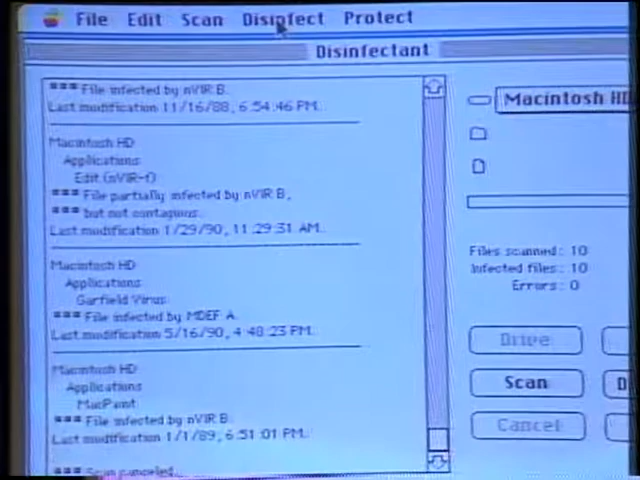 File Edit Scan Disinfect Protect
Disinfectant
*** File infected by nVIR B.
Last modification 11/16/88, 6:54:46 PM.
Macintosh HD
Applications
Edit (nVIR-f)
*** File partially infected by nVIR B,
*** but not contagious.
Last modification 1/29/90, 11:29:31 AM.
Macintosh HD
Applications
Garfield Virus
*** File infected by MDEF A.
Last modification 5/16/90, 4:48:23 PM.
Macintosh HD
Applications
MacPaint
*** File infected by nVIR B.
Last modification 1/1/89, 6:51:01 PM.
*** Scan canceled.
Macintosh HD
Files scanned: 10
Infected files: 10
Errors: 0
Drive
Scan
D
Cancel